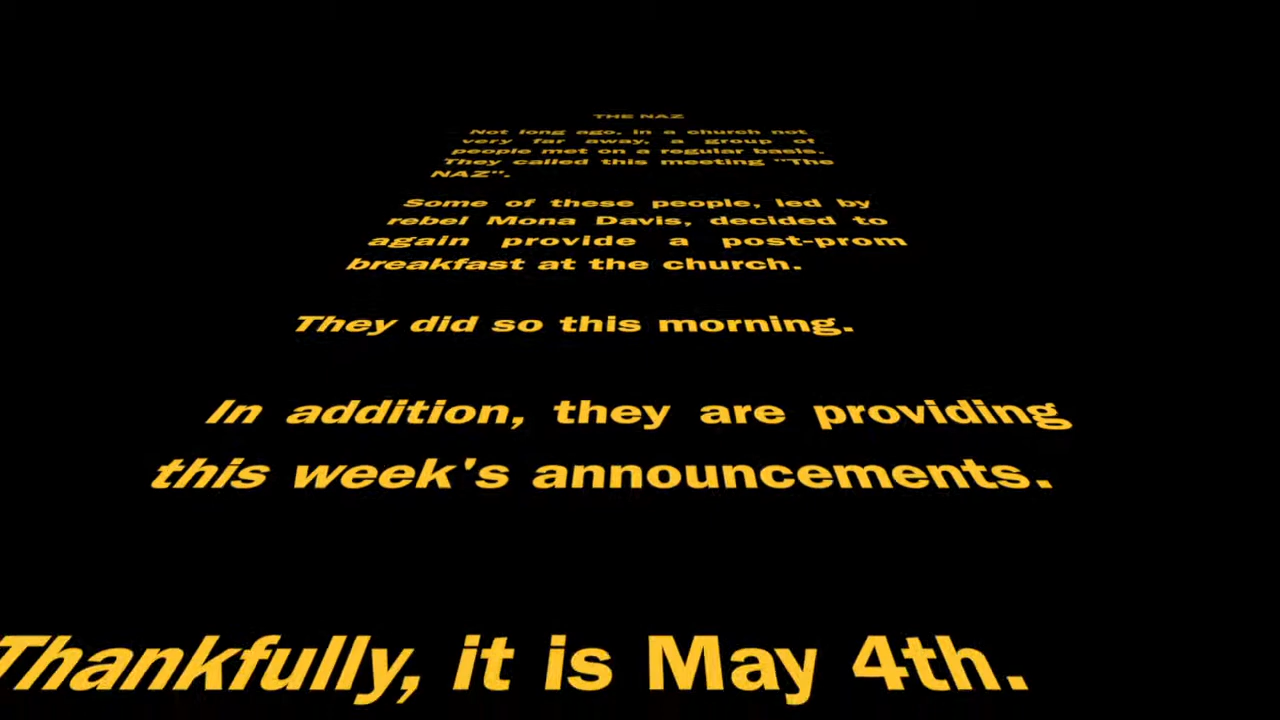 THE NAZ
Not long ago, in a church not
very far away, a group of
people met on a regular basis.
They called this meeting "The
NAZ".
Some of these people, led by
rebel Mona Davis, decided to
again provide a post-prom
breakfast at the church.
They did so this morning.
In addition, they are providing
this week's announcements.
Thankfully, it is May 4th.